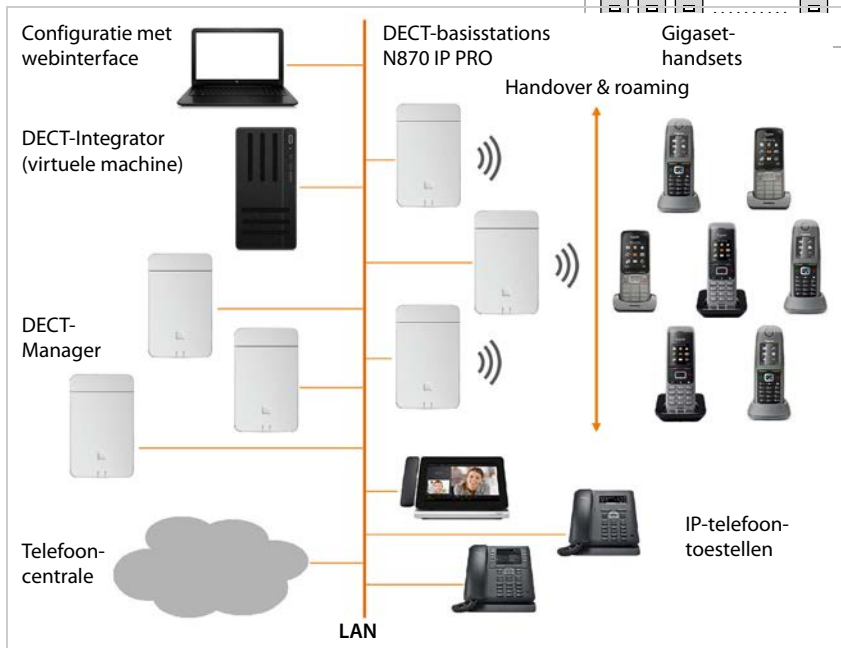 Configuratie met
webinterface
DECT-basisstations
N870 IP PRO
Gigaset-
handsets
Handover & roaming
DECT-Integrator
(virtuele machine)
DECT-
Manager
Telefoon-
centrale
IP-telefoon-
toestellen
LAN